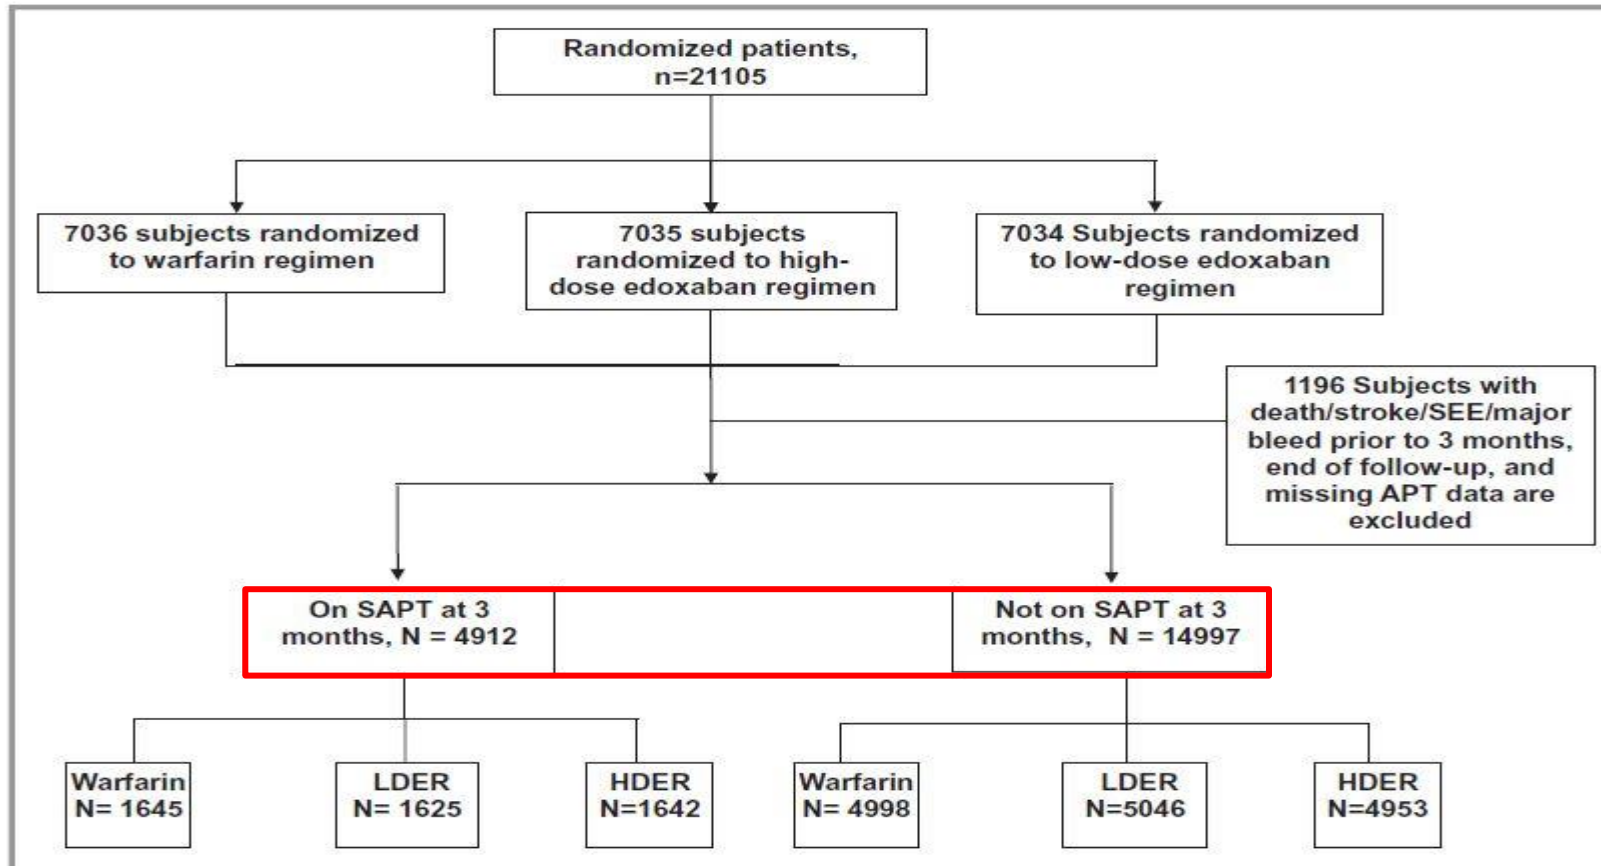 Randomized patients,
n=21105
7036 subjects randomized
to warfarin regimen
7035 subjects
randomized to high-
dose edoxaban regimen
7034 Subjects randomized
to low-dose edoxaban
regimen
1196 Subjects with
death/stroke/SEE/major
bleed prior to 3 months,
end of follow-up, and
missing APT data are
excluded
On SAPT at 3
months, N = 4912
Not on SAPT at 3
months, N = 14997
Warfarin
N= 1645
LDER
N= 1625
HDER
N=1642
Warfarin
N= 4998
LDER
N=5046
HDER
N=4953